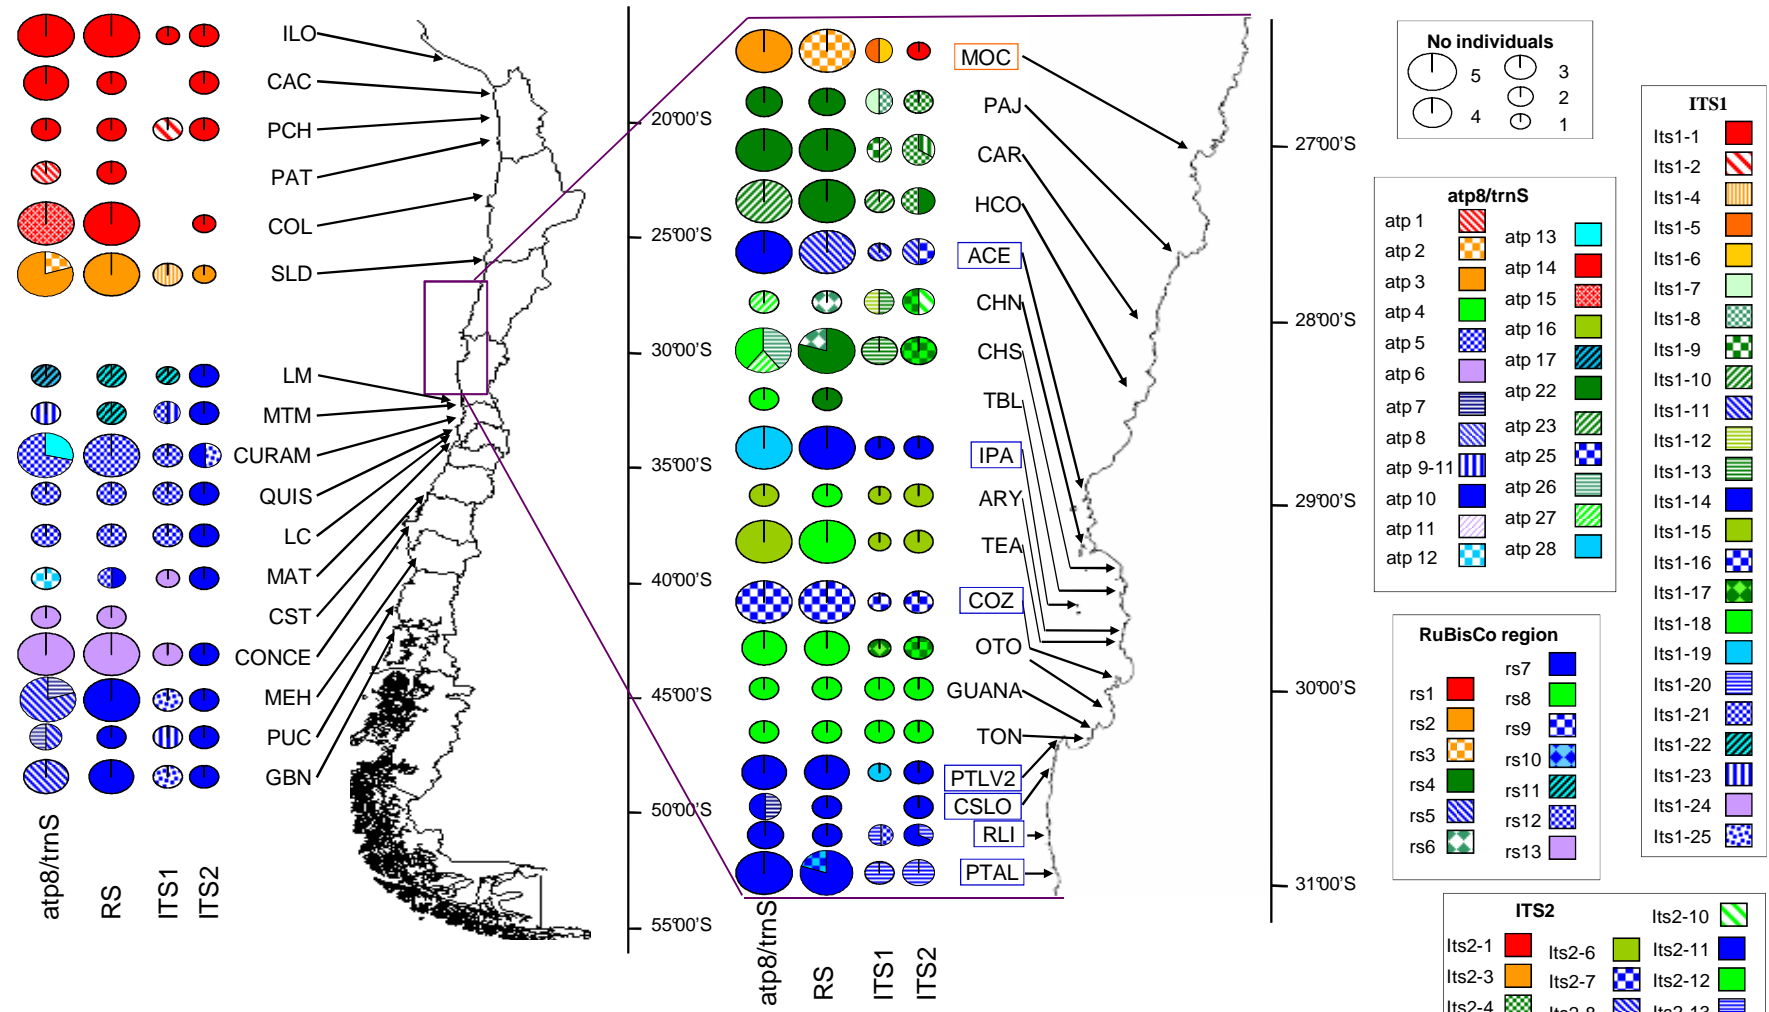 ILO
CAC
PCH
PAT
COL
SLD
LM
MTM
CURAM
QUIS
LC
MAT
CST
CONCE
MEH
PUC
GBN
atp8/trnS
RS
ITS1
ITS2
20°00'S
25°00'S
30°00'S
35°00'S
40°00'S
45°00'S
50°00'S
55°00'S
MOC
PAJ
CAR
HCO
ACE
CHN
CHS
TBL
IPA
ARY
TEA
COZ
OTO
GUANA
TON
PTLV2
CSLO
RLI
PTAL
atp8/trnS
RS
ITS1
ITS2
27°00'S
28°00'S
29°00'S
30°00'S
31°00'S
No individuals
5
3
2
4
1
atp8/trnS
atp 1
atp 2
atp 3
atp 4
atp 5
atp 6
atp 7
atp 8
atp 9-11
atp 10
atp 11
atp 12
atp 13
atp 14
atp 15
atp 16
atp 17
atp 22
atp 23
atp 25
atp 26
atp 27
atp 28
RuBisCo region
rs1
rs2
rs3
rs4
rs5
rs6
rs7
rs8
rs9
rs10
rs11
rs12
rs13
ITS1
Its1-1
Its1-2
Its1-4
Its1-5
Its1-6
Its1-7
Its1-8
Its1-9
Its1-10
Its1-11
Its1-12
Its1-13
Its1-14
Its1-15
Its1-16
Its1-17
Its1-18
Its1-19
Its1-20
Its1-21
Its1-22
Its1-23
Its1-24
Its1-25
ITS2
Its2-1
Its2-3
Its2-4
Its2-6
Its2-7
Its2-8
Its2-10
Its2-11
Its2-12
Its2-13